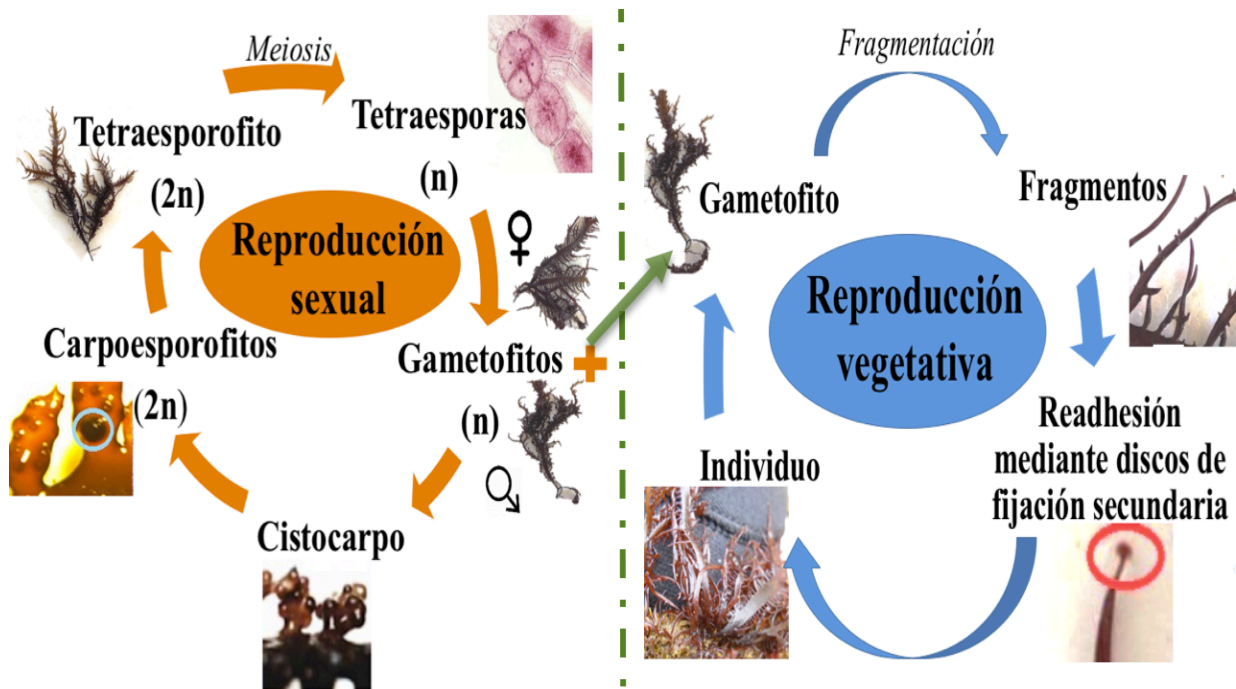 Meiosis
Tetraesporofito
(2n)
Tetraesporas
(n)
Reproducción
sexual
♀
Gametofitos +
(n)
♂
Carpoesporofitos
(2n)
Cistocarpo
Fragmentación
Gametofito
Fragmentos
Reproducción
vegetativa
Readhesión
mediante discos de
fijación secundaria
Individuo